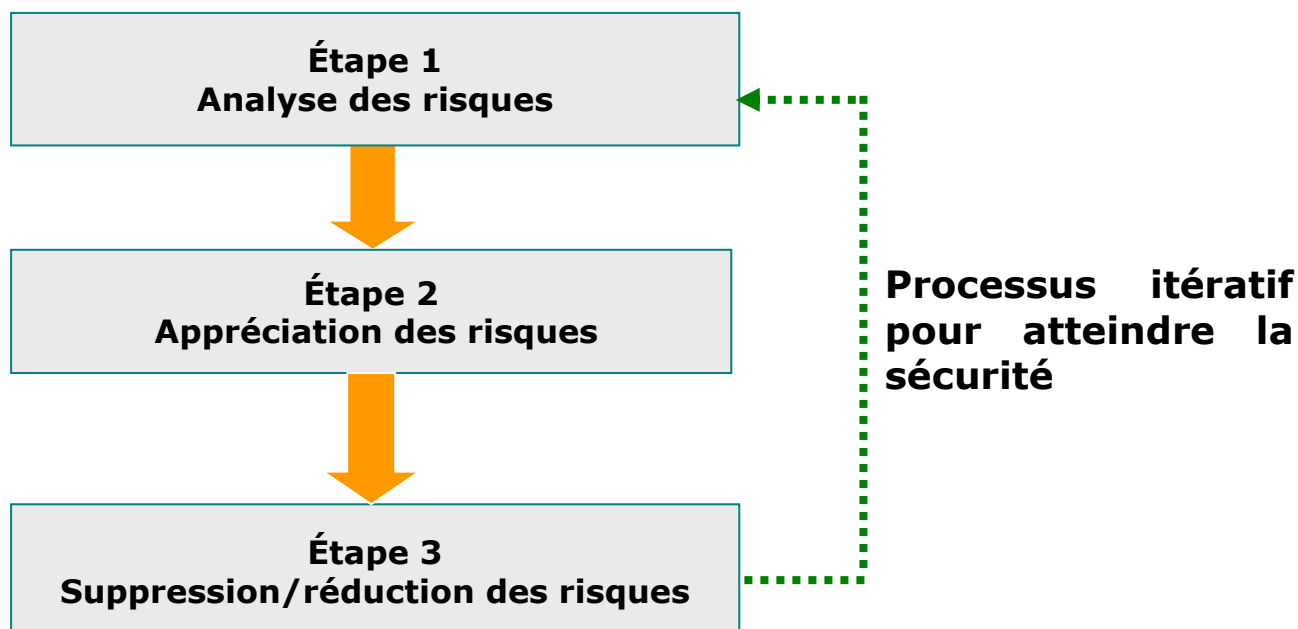 Étape 1
Analyse des risques
Étape 2
Appréciation des risques
Processus itératif
pour atteindre la
sécurité
Étape 3
Suppression/réduction des risques